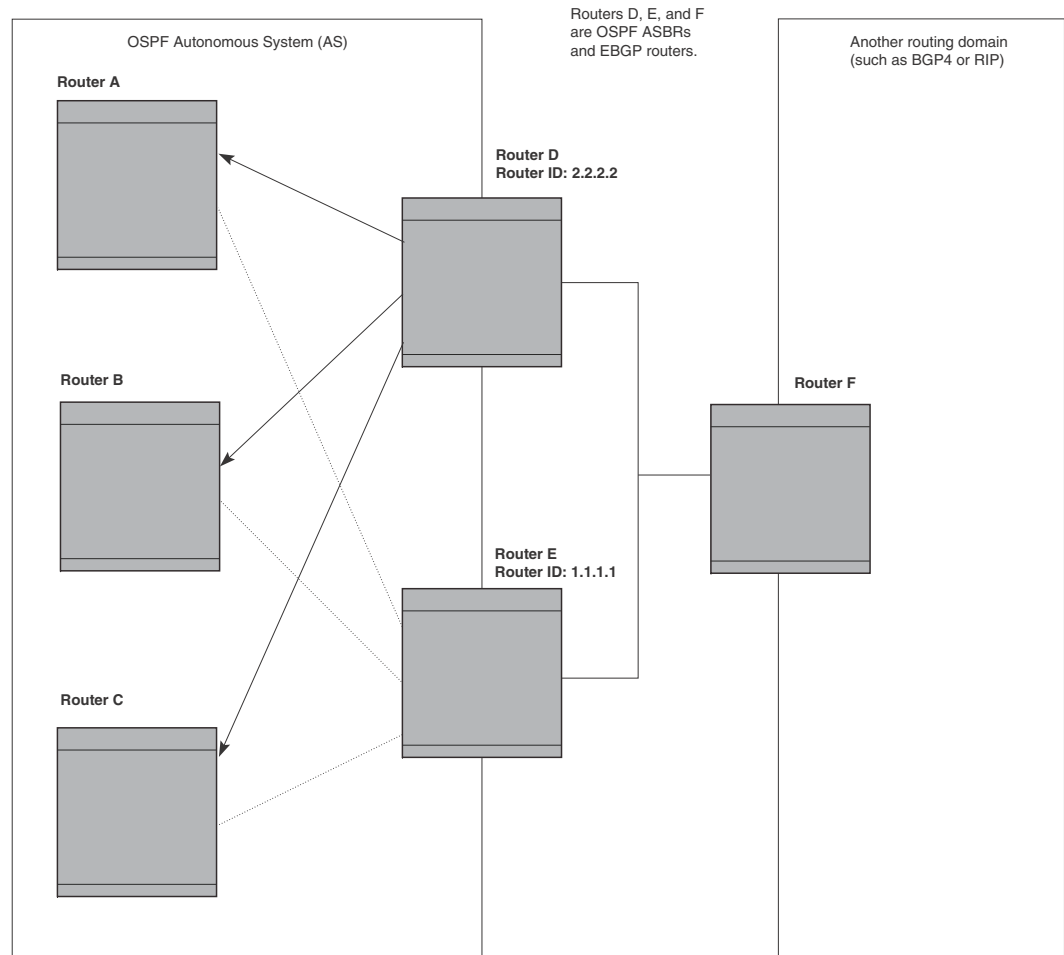 Routers D, E, and F
are OSPF ASBRs
and EBGP routers.
OSPF Autonomous System (AS)
Another routing domain
(such as BGP4 or RIP)
Router A
Router D
Router ID: 2.2.2.2
Router B
Router F
Router E
Router ID: 1.1.1.1
Router C